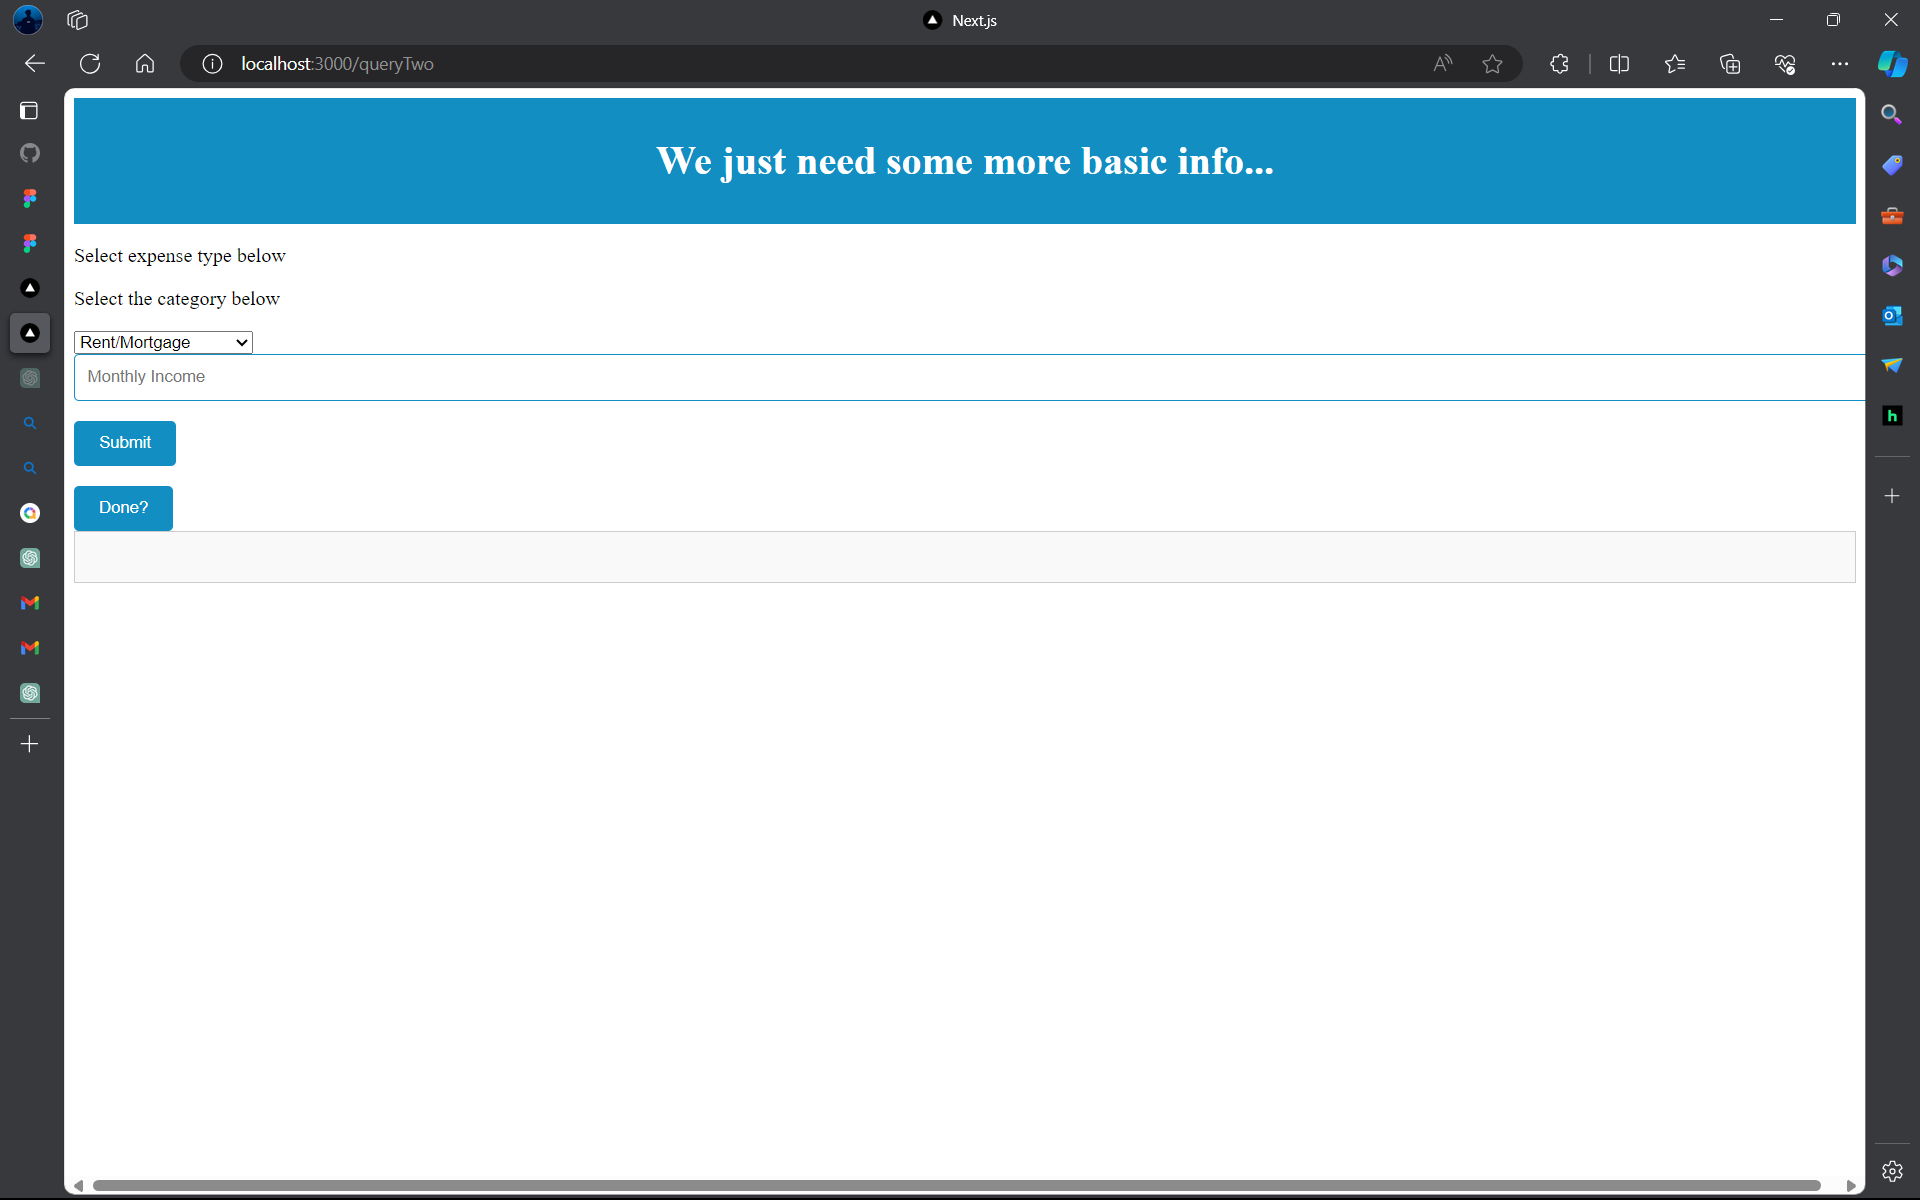 Next.js
localhost:3000/queryTwo
We just need some more basic info...
Select expense type below
Select the category below
Rent/Mortgage
Monthly Income
Submit
Done?
h